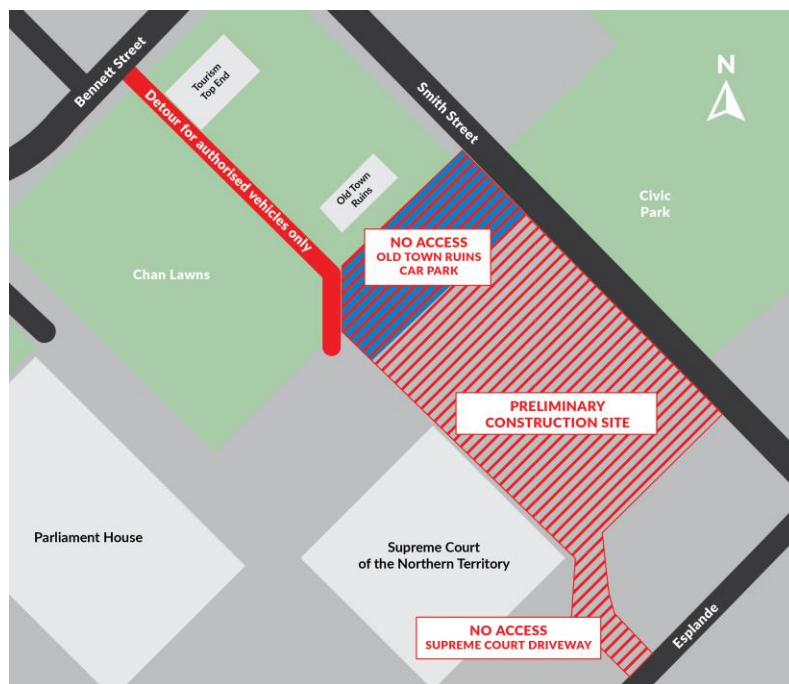 Bennett Street
Tourism
Top End
N
Smith Street
Detour for authorised vehicles only
Old Town
Ruins
Civic
Park
NO ACCESS
OLD TOWN RUINS
CAR PARK
Chan Lawns
PRELIMINARY
CONSTRUCTION SITE
Parliament House
Supreme Court
of the Northern Territory
Esplande
NO ACCESS
SUPREME COURT DRIVEWAY